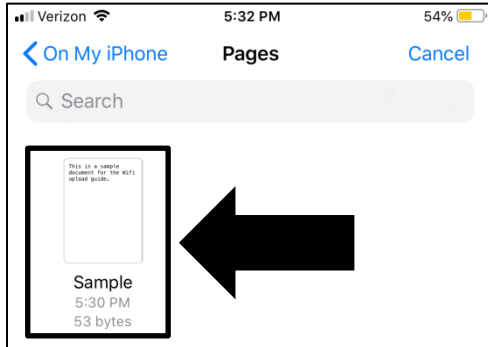 Verizon 5:32 PM 54%
On My iPhone Pages Cancel
Search
This is a sample
document for the Wifi
upload guide.
Sample
5:30 PM
53 bytes